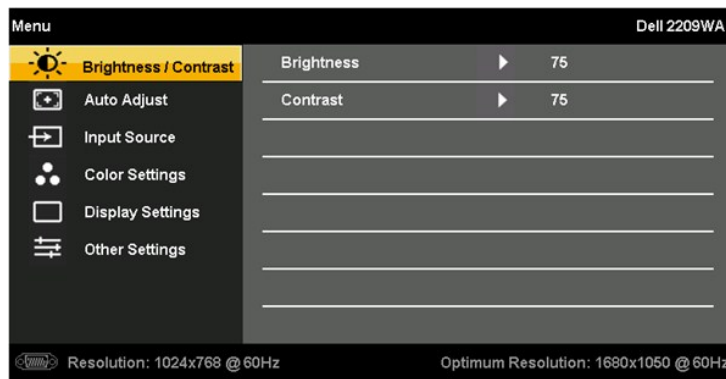 Menu Dell 2209WA
Brightness / Contrast Brightness 75
Auto Adjust Contrast 75
Input Source
Color Settings
Display Settings
Other Settings
Resolution: 1024x768 @ 60Hz Optimum Resolution: 1680x1050 @ 60Hz